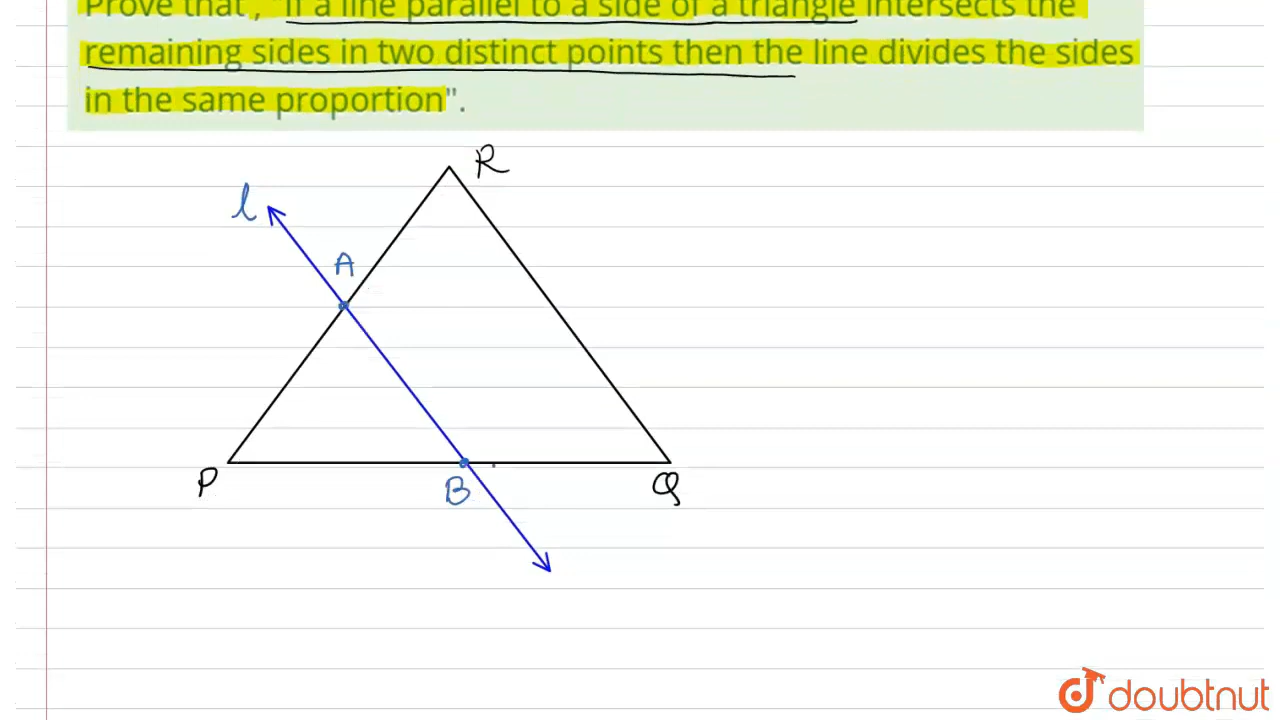 Prove that, "If a line parallel to a side of a triangle intersects the
remaining sides in two distinct points then the line divides the sides
in the same proportion".
R
l
A
P
B
Q
doubtnut